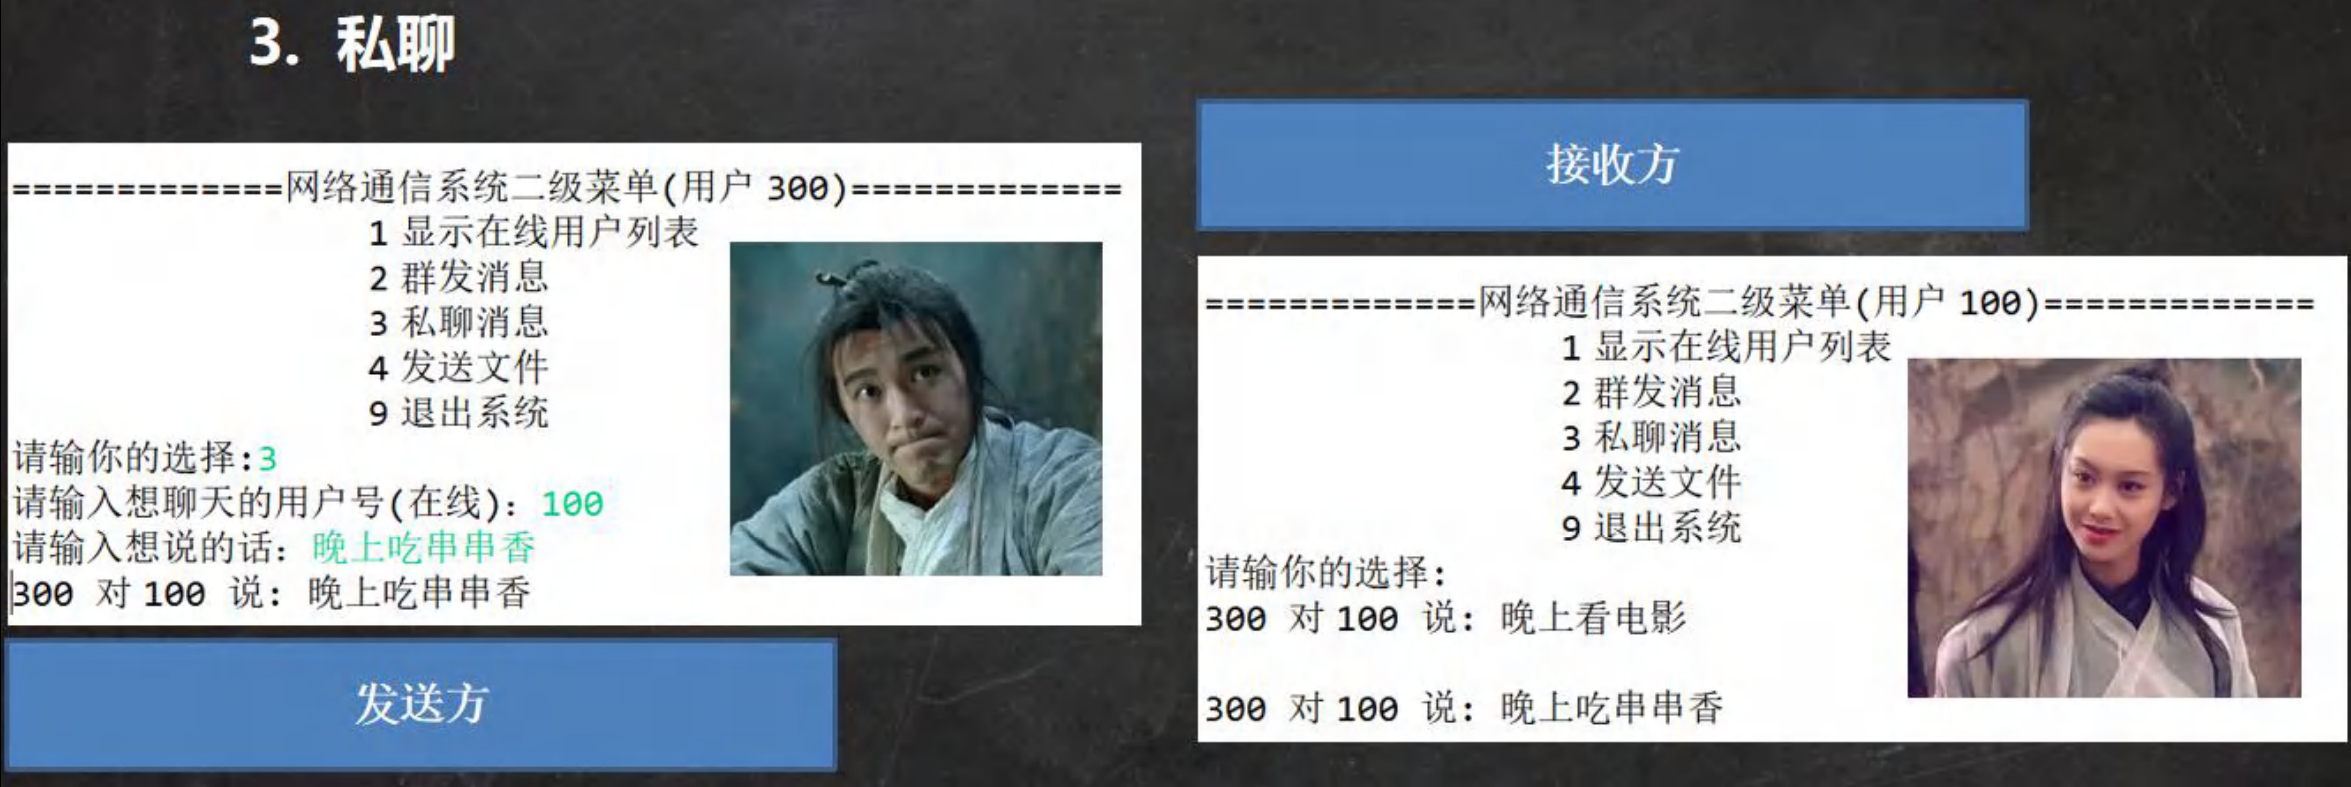 3. 私聊
=============网络通信系统二级菜单(用户 300)=============
1 显示在线用户列表
2 群发消息
3 私聊消息
4 发送文件
9 退出系统
请输你的选择:3
请输入想聊天的用户号(在线): 100
请输入想说的话: 晚上吃串串香
300 对 100 说: 晚上吃串串香
发送方
接收方
=============网络通信系统二级菜单(用户 100)=============
1 显示在线用户列表
2 群发消息
3 私聊消息
4 发送文件
9 退出系统
请输你的选择:
300 对 100 说: 晚上看电影
300 对 100 说: 晚上吃串串香